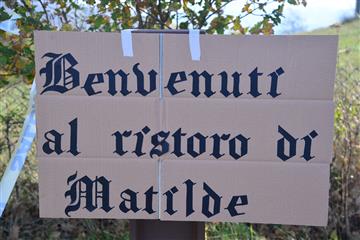 Benvenuti
al ristoro di
Matilde